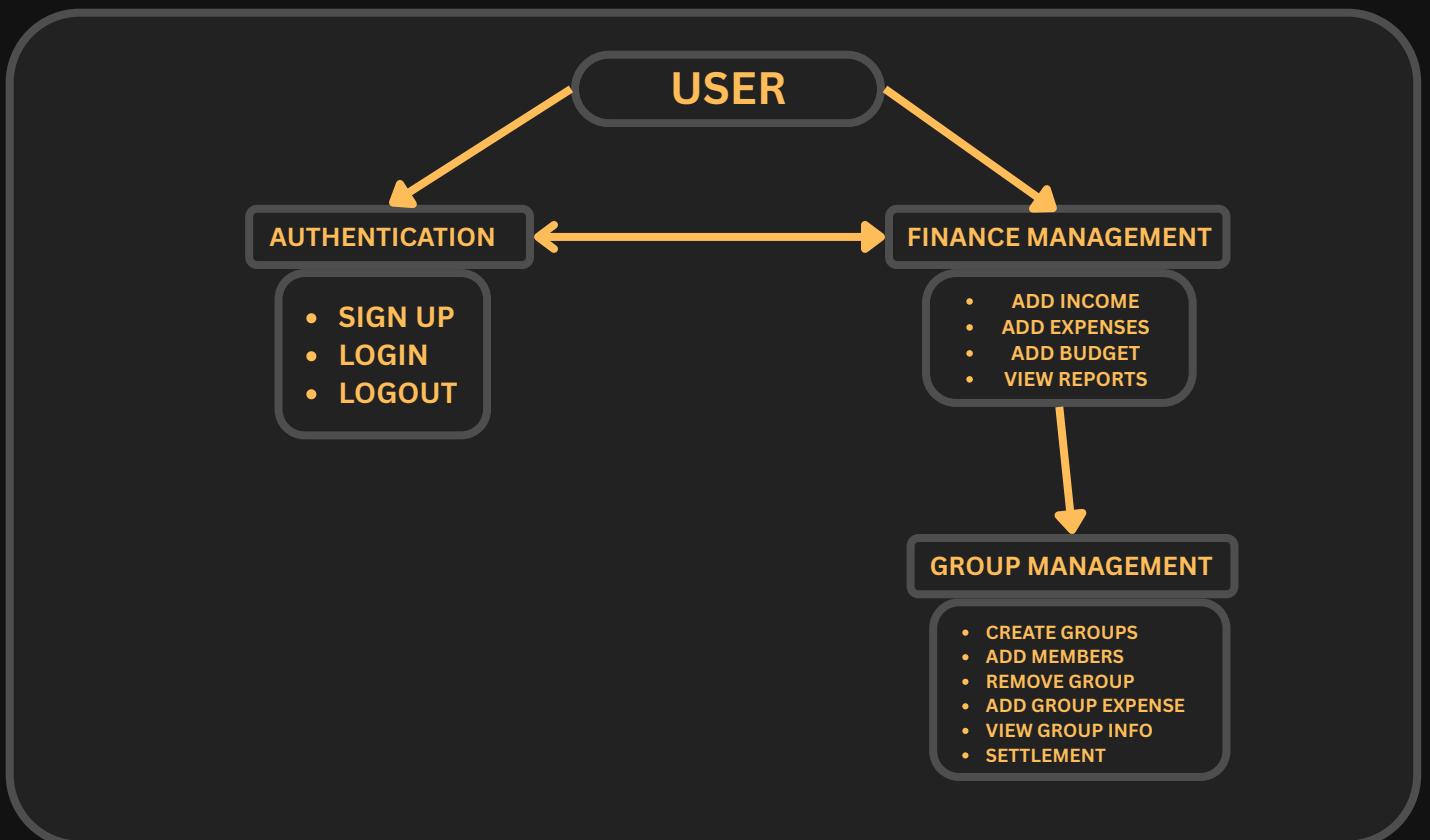 USER
AUTHENTICATION
FINANCE MANAGEMENT
• SIGN UP
• LOGIN
• LOGOUT
• ADD INCOME
• ADD EXPENSES
• ADD BUDGET
• VIEW REPORTS
GROUP MANAGEMENT
• CREATE GROUPS
• ADD MEMBERS
• REMOVE GROUP
• ADD GROUP EXPENSE
• VIEW GROUP INFO
• SETTLEMENT